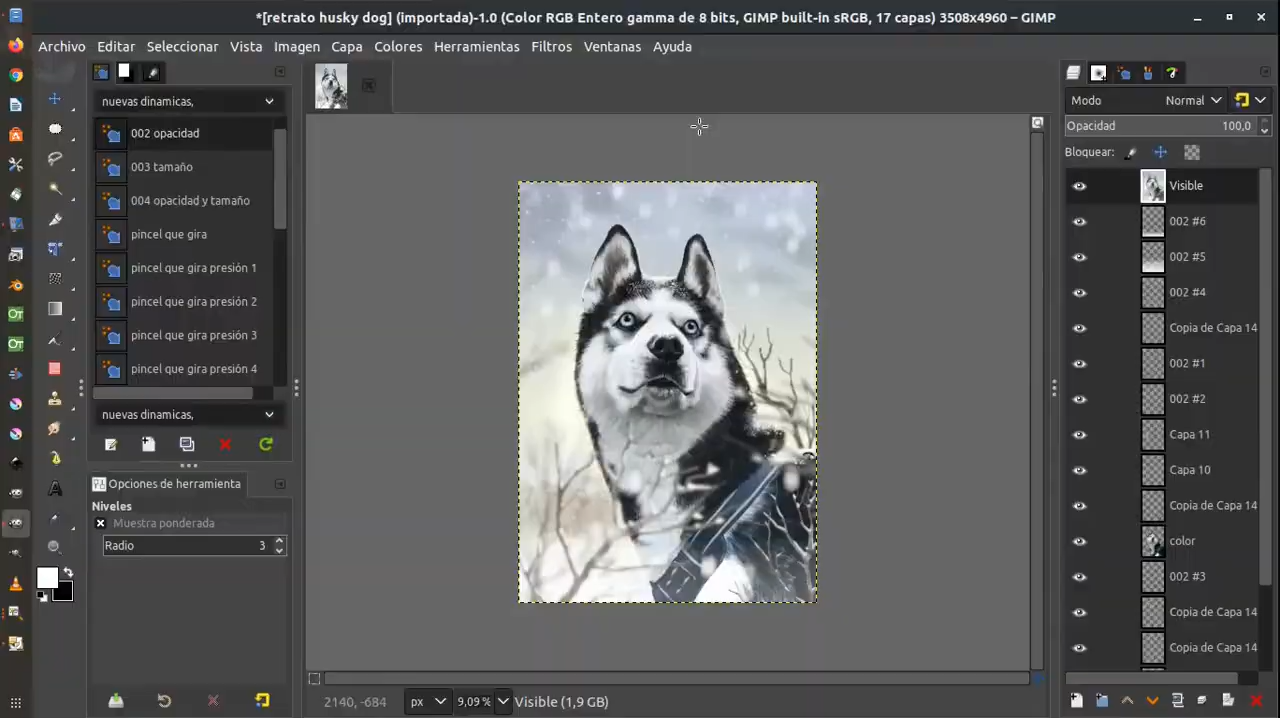 *[retrato husky dog] (importada)-1.0 (Color RGB Entero gamma de 8 bits, GIMP built-in sRGB, 17 capas) 3508x4960 – GIMP
Archivo Editar Seleccionar Vista Imagen Capa Colores Herramientas Filtros Ventanas Ayuda
nuevas dinamicas,
002 opacidad
003 tamaño
004 opacidad y tamaño
pincel que gira
pincel que gira presión 1
pincel que gira presión 2
pincel que gira presión 3
pincel que gira presión 4
nuevas dinamicas,
Opciones de herramienta
Niveles
Muestra ponderada
Radio 3
2140, -684 px 9,09 % Visible (1,9 GB)
Modo Normal
Opacidad 100,0
Bloquear:
Visible
002 #6
002 #5
002 #4
Copia de Capa 14
002 #1
002 #2
Capa 11
Capa 10
Copia de Capa 14
color
002 #3
Copia de Capa 14
Copia de Capa 14